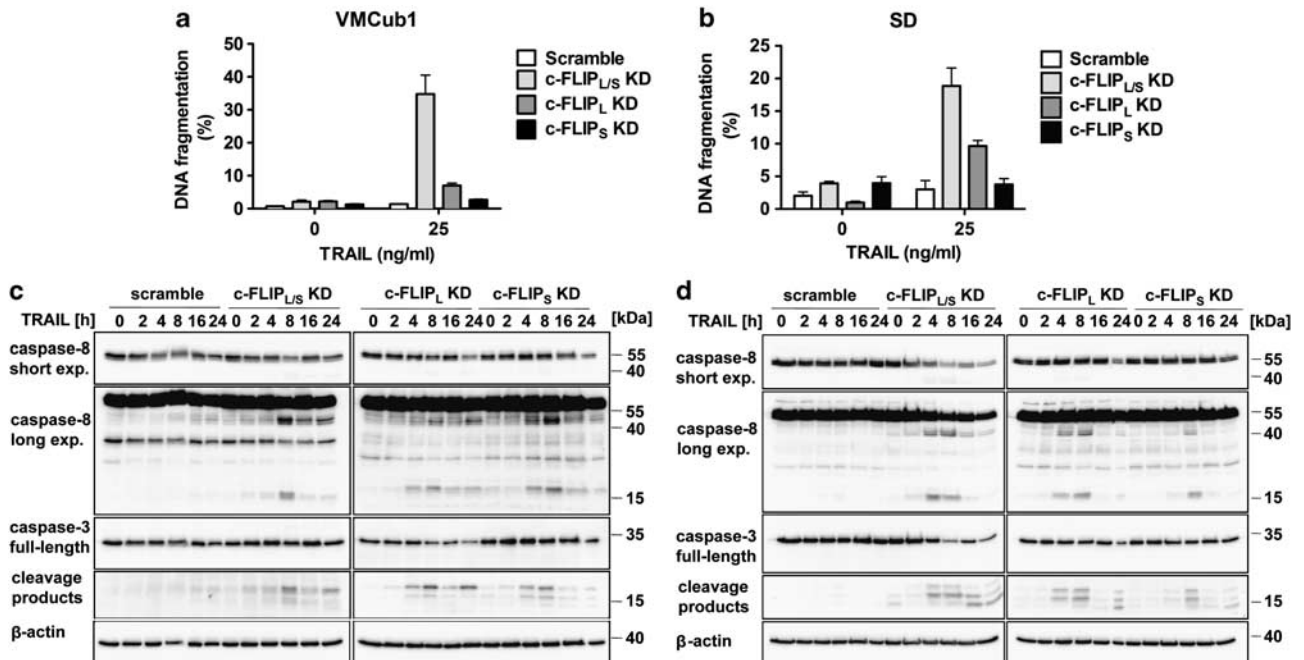 a
VMCub1
DNA fragmentation
(%)
50
40
30
20
10
0
0
25
TRAIL (ng/ml)
Scramble
c-FLIPL/S KD
c-FLIPL KD
c-FLIPS KD
b
SD
DNA fragmentation
(%)
25
20
15
10
5
0
0
25
TRAIL (ng/ml)
Scramble
c-FLIPL/S KD
c-FLIPL KD
c-FLIPS KD
c
scramble c-FLIPL/S KD c-FLIPL KD c-FLIPS KD
TRAIL [h] 0 2 4 8 16 24 0 2 4 8 16 24 0 2 4 8 16 24 0 2 4 8 16 24 [kDa]
caspase-8
short exp.
55
40
caspase-8
long exp.
55
40
15
caspase-3
full-length
35
cleavage
products
15
β-actin
40
d
scramble c-FLIPL/S KD c-FLIPL KD c-FLIPS KD
TRAIL [h] 0 2 4 8 16 24 0 2 4 8 16 24 0 2 4 8 16 24 0 2 4 8 16 24 [kDa]
caspase-8
short exp.
55
40
caspase-8
long exp.
55
40
15
caspase-3
full-length
35
cleavage
products
15
β-actin
40